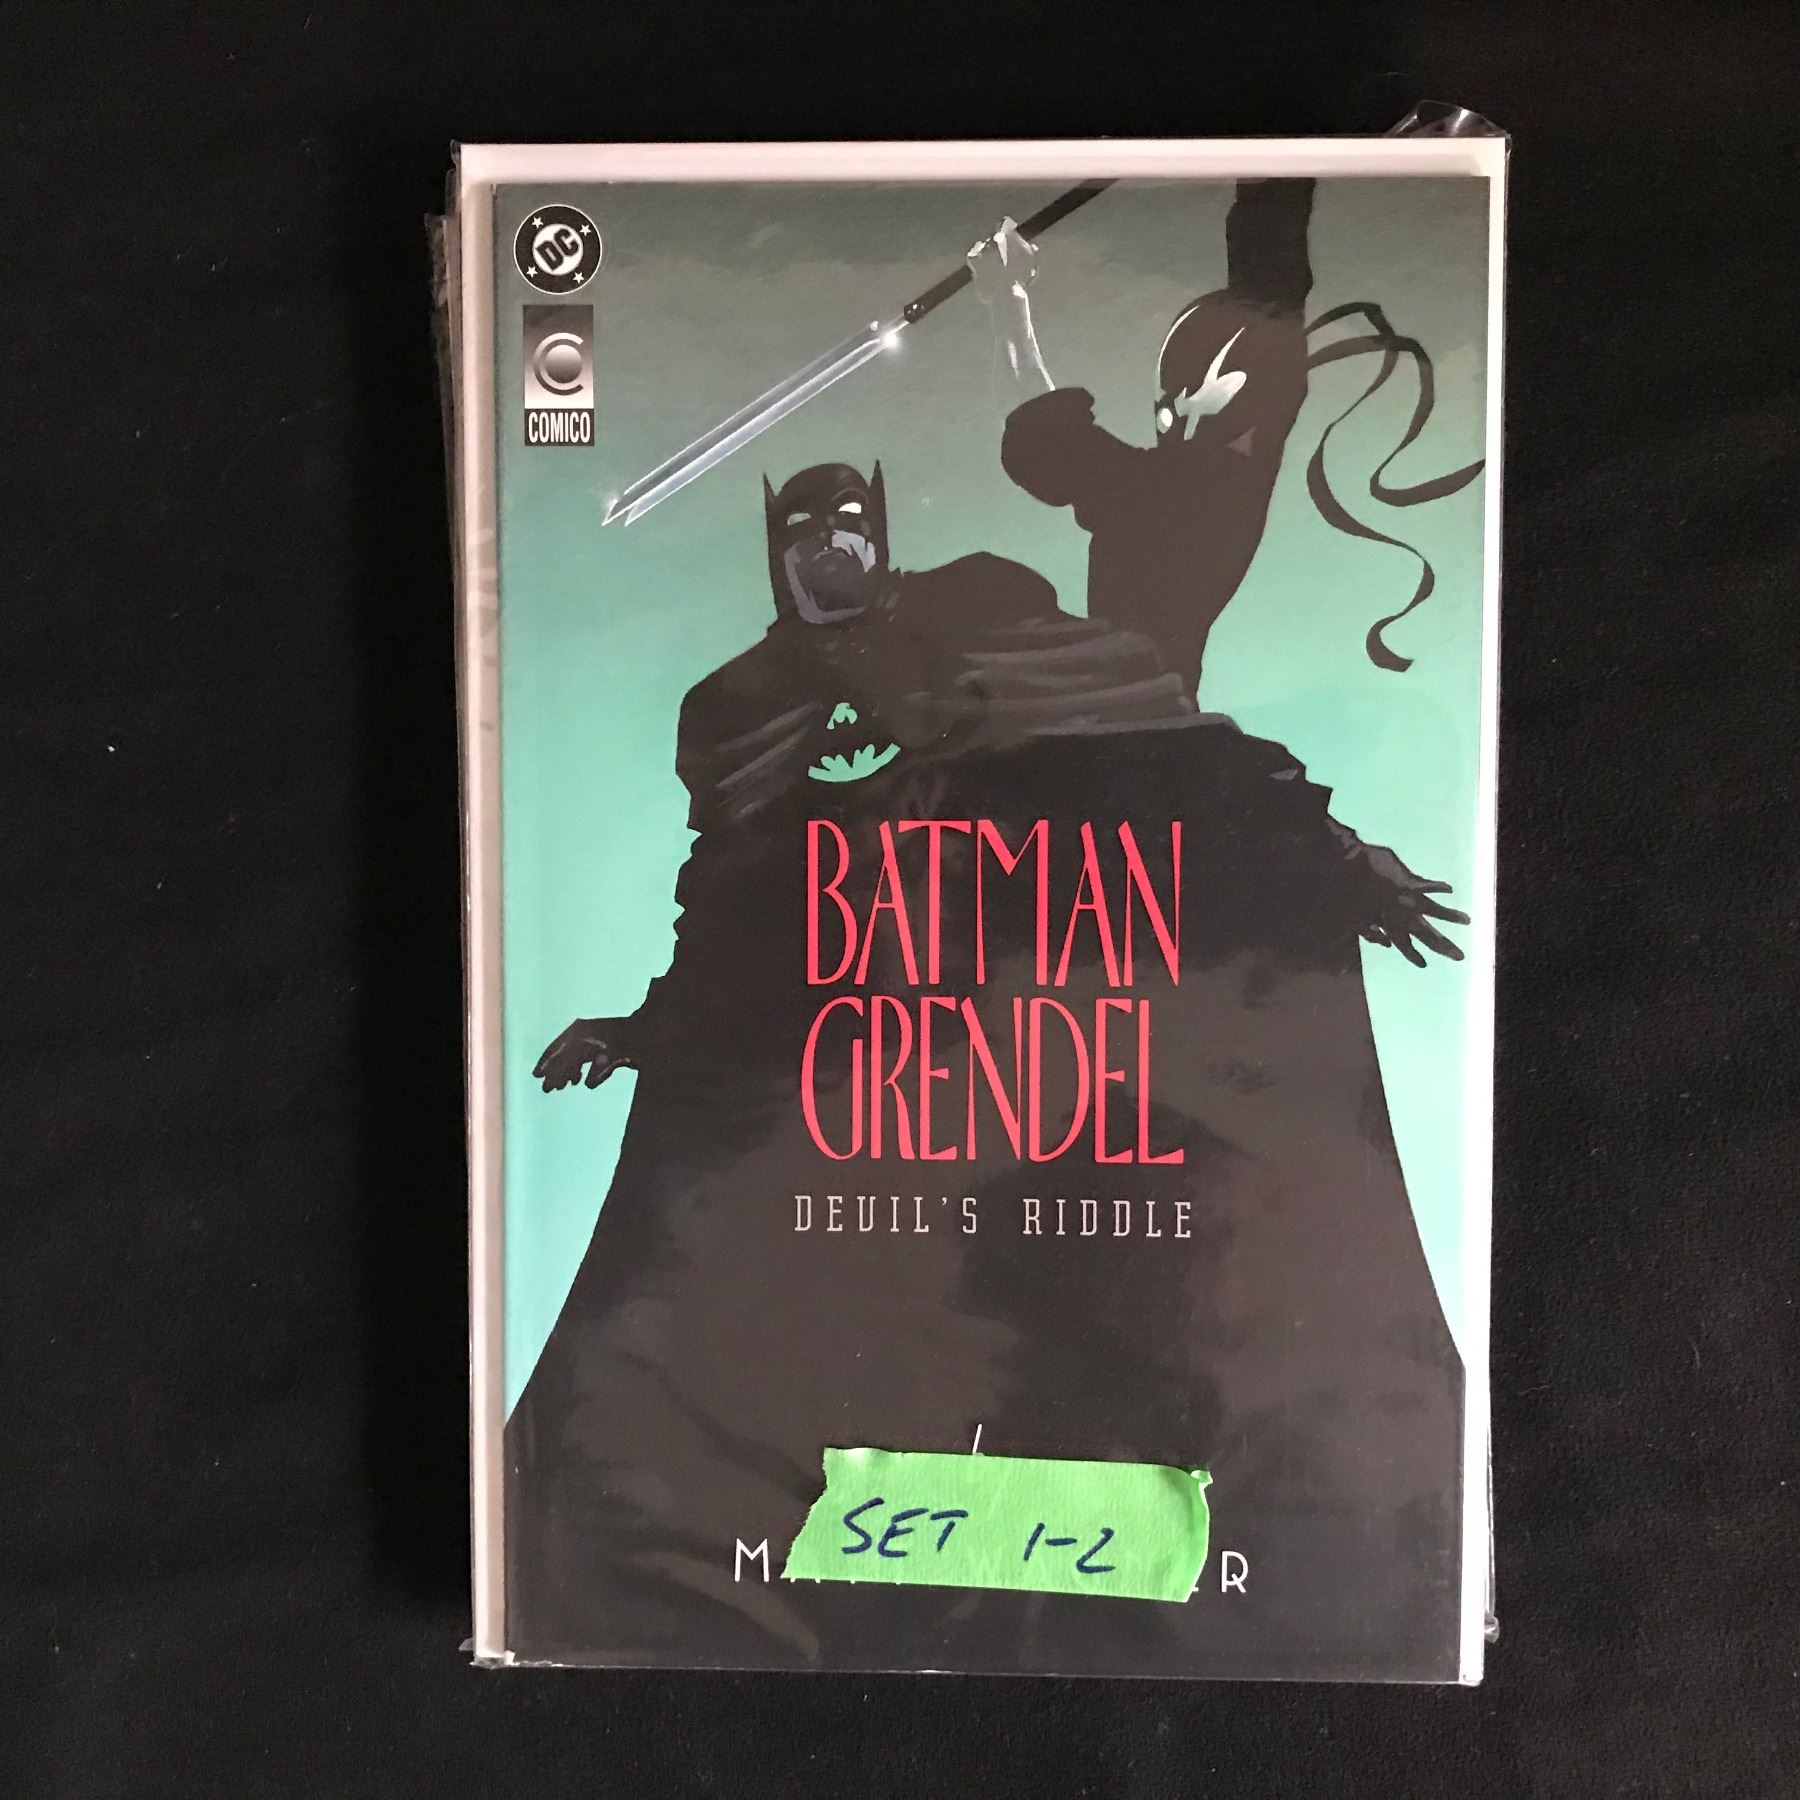 DC
COMICO
BATMAN
GRENDEL
DEVIL'S RIDDLE
SET 1-2